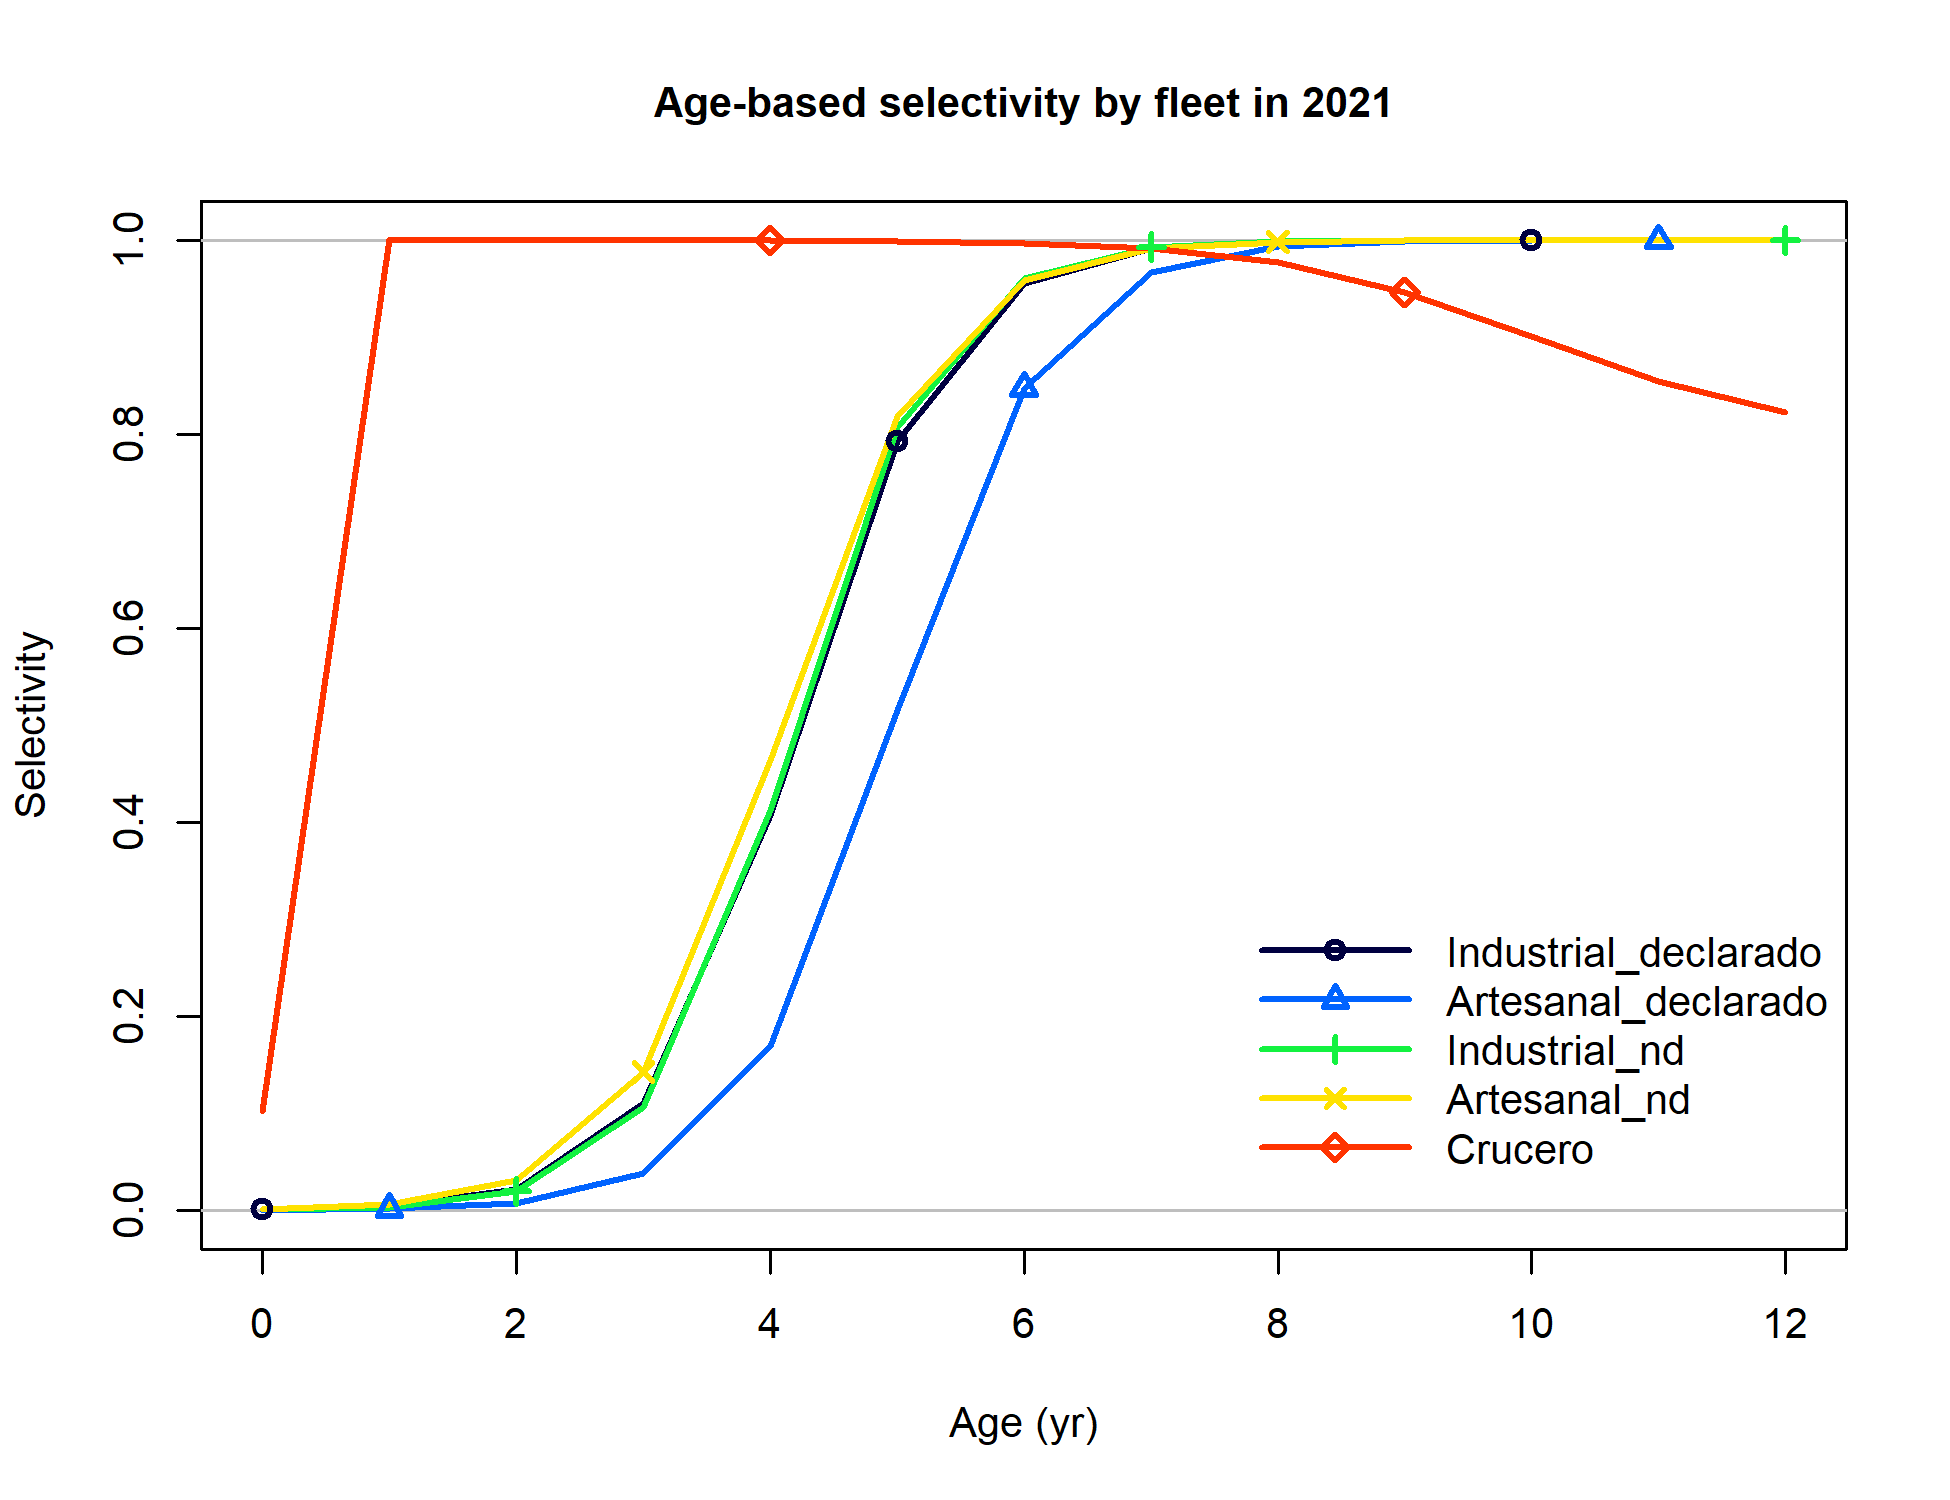 Age-based selectivity by fleet in 2021
Selectivity
1.0
0.8
0.6
0.4
0.2
0.0
Industrial_declarado
Artesanal_declarado
Industrial_nd
Artesanal_nd
Crucero
0 2 4 6 8 10 12
Age (yr)